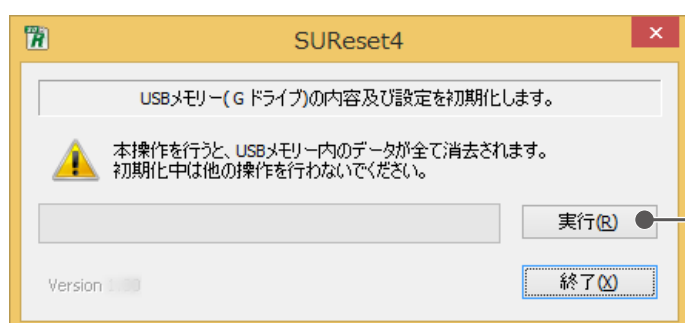 SUReset4
USBメモリー( G ドライブ)の内容及び設定を初期化します。
本操作を行うと、USBメモリー内のデータが全て消去されます。
初期化中は他の操作を行わないでください。
実行(R)
Version
終了(X)